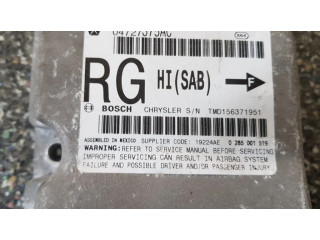 RG HI(SAB) F
BOSCH CHRYSLER S/N TMD156371951
ASSEMBLED IN MEXICO SUPPLIER CODE: 19224AE 0 285 001 519
WARNING:REFER TO SERVICE MANUAL BEFORE SERVICING
IMPROPER SERVICING CAN RESULT IN AIRBAG SYSTEM
FAILURE AND POSSIBLE DRIVER AND/OR PASSENGER INJURY